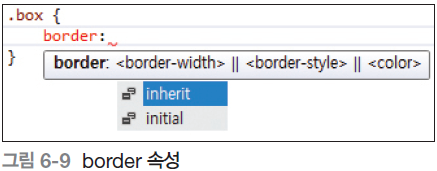 .box {
border:
}
border: <border-width> || <border-style> || <color>
inherit
initial
그림 6-9 border 속성